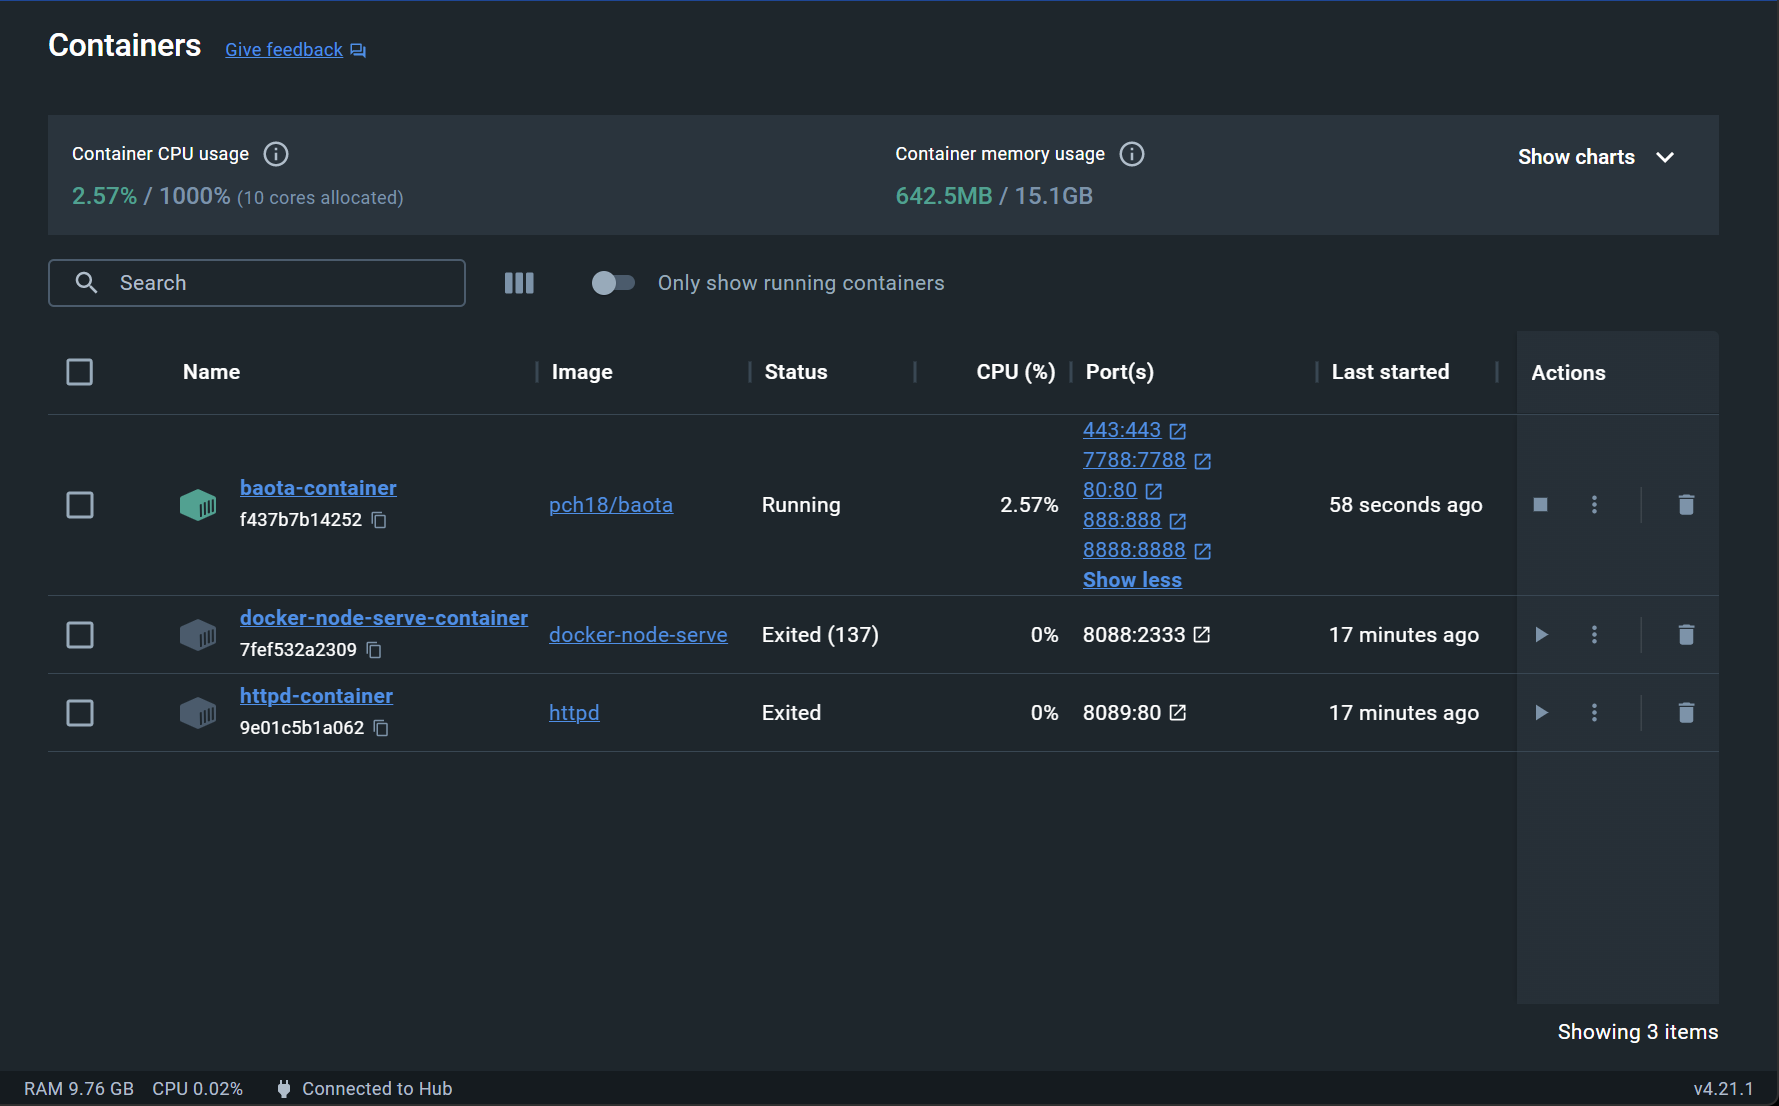 Containers Give feedback
Container CPU usage
2.57% / 1000% (10 cores allocated)
Container memory usage
642.5MB / 15.1GB
Show charts
Search
Only show running containers
Name Image Status CPU (%) Port(s) Last started Actions
baota-container
f437b7b14252
pch18/baota
Running
2.57%
443:443
7788:7788
80:80
888:888
8888:8888
Show less
58 seconds ago
docker-node-serve-container
7fef532a2309
docker-node-serve
Exited (137)
0%
8088:2333
17 minutes ago
httpd-container
9e01c5b1a062
httpd
Exited
0%
8089:80
17 minutes ago
Showing 3 items
RAM 9.76 GB CPU 0.02% Connected to Hub v4.21.1